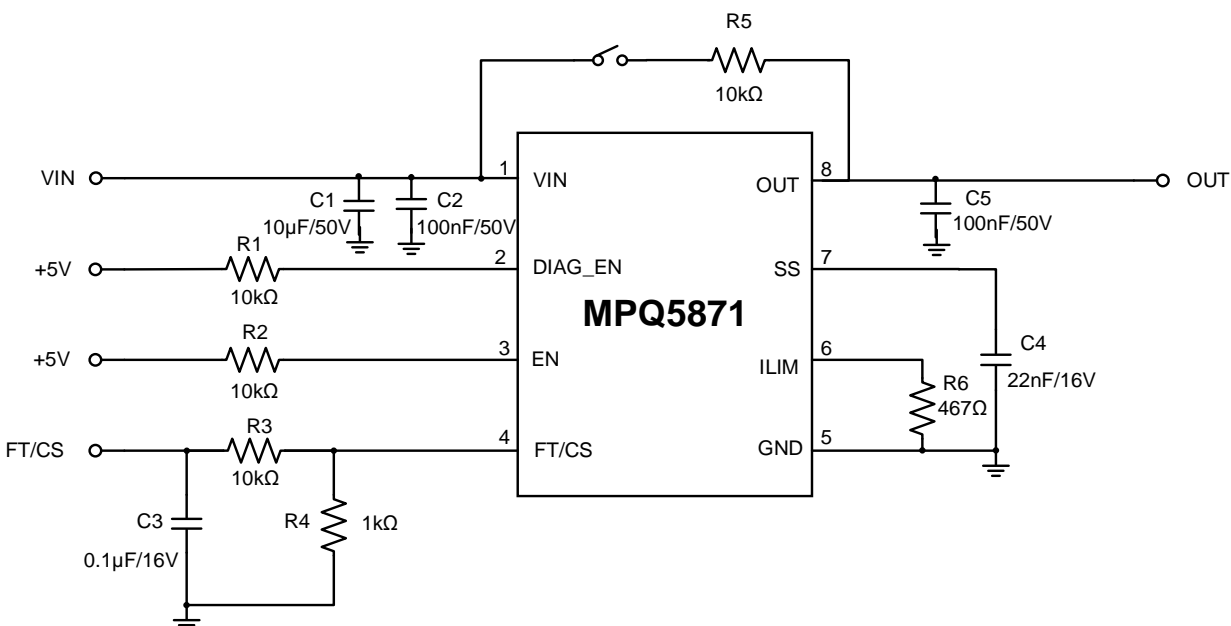 R5
10kΩ
VIN
1
VIN
OUT
8
OUT
C1
10µF/50V
C2
100nF/50V
C5
100nF/50V
+5V
R1
10kΩ
2
DIAG_EN
SS
7
MPQ5871
+5V
R2
10kΩ
3
EN
ILIM
6
C4
22nF/16V
R6
467Ω
FT/CS
R3
10kΩ
4
FT/CS
GND
5
C3
0.1µF/16V
R4
1kΩ